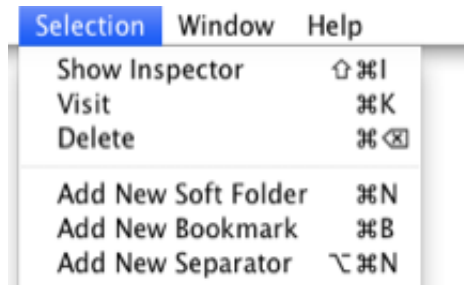 Selection Window Help
Show Inspector ⇧⌘I
Visit ⌘K
Delete ⌘⌫
Add New Soft Folder ⌘N
Add New Bookmark ⌘B
Add New Separator ⌥⌘N